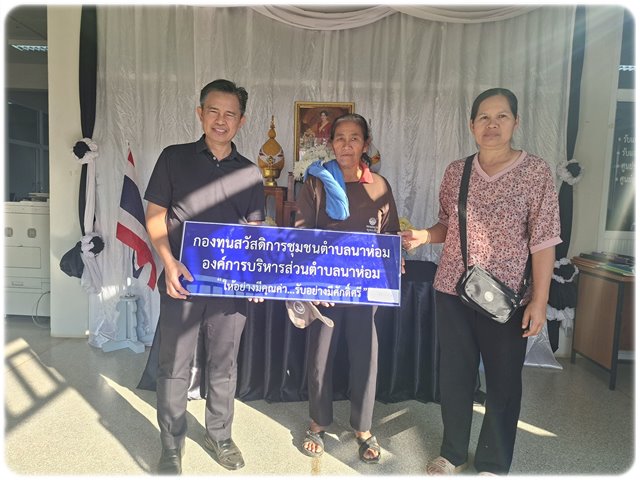 กองทุนสวัสดิการชุมชนตำบลนาห่อม
องค์การบริหารส่วนตำบลนาห่อม
"ให้อย่างมีคุณค่า...รับอย่างมีศักดิ์ศรี"